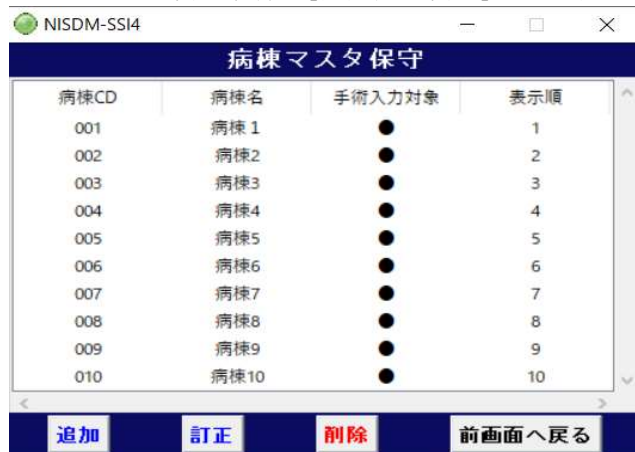 NISDM-SSI4
病棟マスタ保守
病棟CD 病棟名 手術入力対象 表示順
001 病棟1 ● 1
002 病棟2 ● 2
003 病棟3 ● 3
004 病棟4 ● 4
005 病棟5 ● 5
006 病棟6 ● 6
007 病棟7 ● 7
008 病棟8 ● 8
009 病棟9 ● 9
010 病棟10 ● 10
追加 訂正 削除 前画面へ戻る